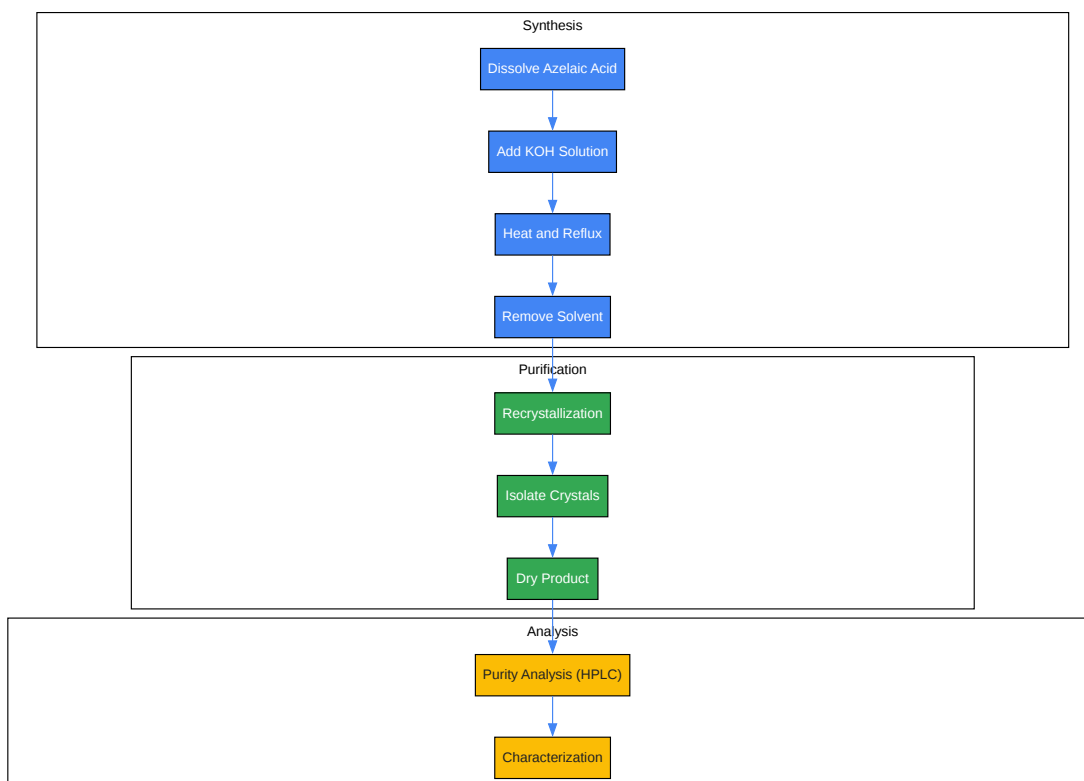 Synthesis
Dissolve Azelaic Acid
Add KOH Solution
Heat and Reflux
Remove Solvent
Purification
Recrystallization
Isolate Crystals
Dry Product
Analysis
Purity Analysis (HPLC)
Characterization